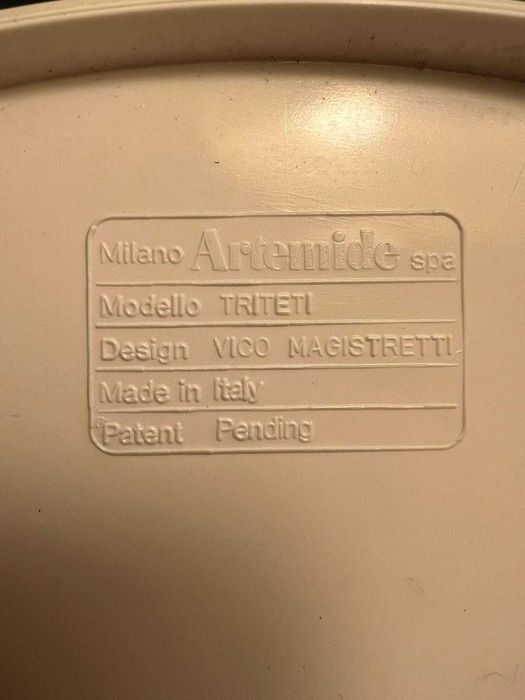 Milano Artemide spa
Modello TRITETI
Design VICO MAGISTRETTI
Made in Italy
Patent Pending